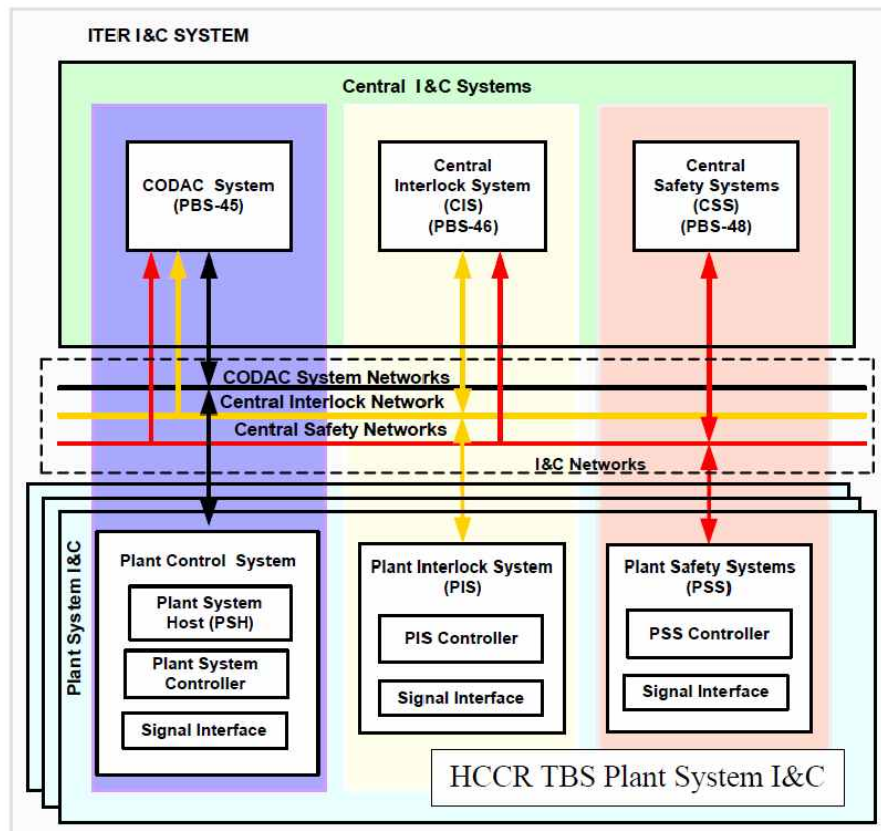 ITER I&C SYSTEM
Central I&C Systems
CODAC System
(PBS-45)
Central
Interlock System
(CIS)
(PBS-46)
Central
Safety Systems
(CSS)
(PBS-48)
CODAC System Networks
Central Interlock Network
Central Safety Networks
I&C Networks
Plant System I&C
Plant Control System
Plant System
Host (PSH)
Plant System
Controller
Signal Interface
Plant Interlock System
(PIS)
PIS Controller
Signal Interface
Plant Safety Systems
(PSS)
PSS Controller
Signal Interface
HCCR TBS Plant System I&C